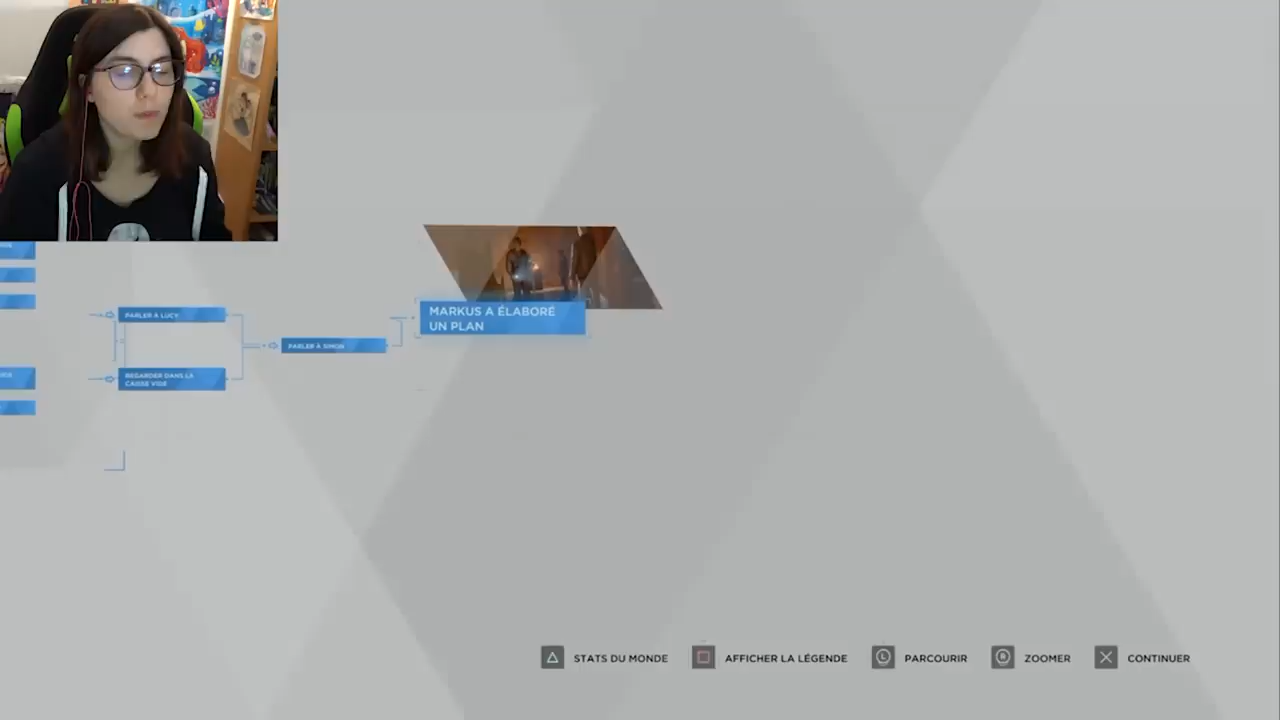 PARLER À LUCY
REGARDER DANS LA
CAISSE VIDE
PARLER À SIMON
MARKUS A ÉLABORÉ
UN PLAN
STATS DU MONDE
AFFICHER LA LÉGENDE
L
PARCOURIR
R
ZOOMER
CONTINUER